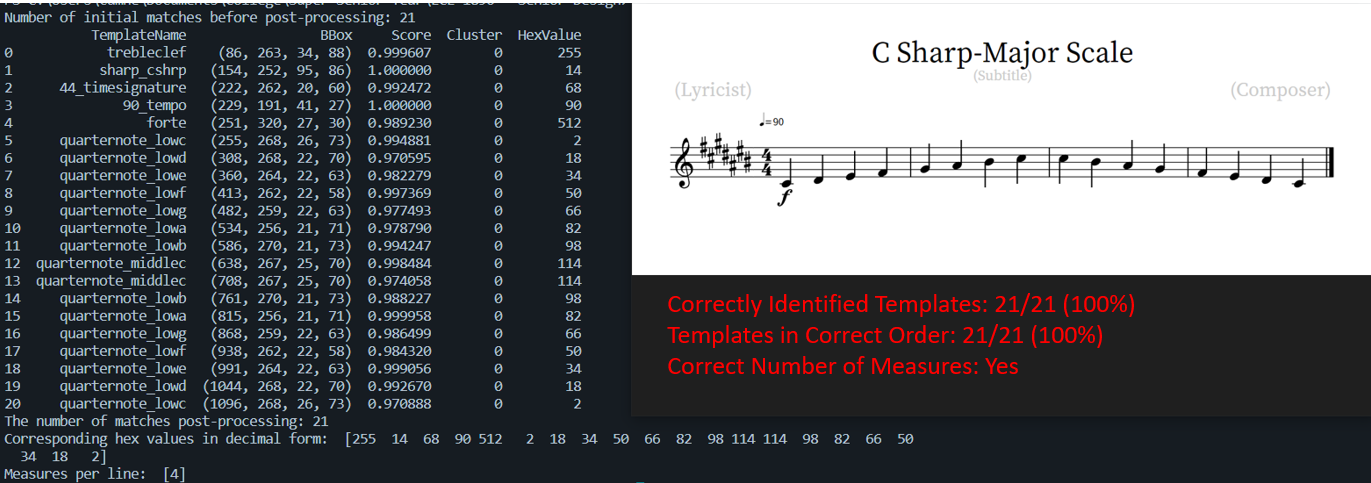 Number of initial matches before post-processing: 21
TemplateName BBox Score Cluster HexValue
0 trebleclef (86, 263, 34, 88) 0.999607 0 255
1 sharp_cshrp (154, 252, 95, 86) 1.000000 0 14
2 44_timesignature (222, 262, 20, 60) 0.992472 0 68
3 90_tempo (229, 191, 41, 27) 1.000000 0 90
4 forte (251, 320, 27, 30) 0.989230 0 512
5 quarternote_lowc (255, 268, 26, 73) 0.994881 0 2
6 quarternote_lowd (308, 268, 22, 70) 0.970595 0 18
7 quarternote_lowe (360, 264, 22, 63) 0.982279 0 34
8 quarternote_lowf (413, 262, 22, 58) 0.997369 0 50
9 quarternote_lowg (482, 259, 22, 63) 0.977493 0 66
10 quarternote_lowa (534, 256, 21, 71) 0.978790 0 82
11 quarternote_lowb (586, 270, 21, 73) 0.994247 0 98
12 quarternote_middlec (638, 267, 25, 70) 0.998484 0 114
13 quarternote_middlec (708, 267, 25, 70) 0.974058 0 114
14 quarternote_lowb (761, 270, 21, 73) 0.988227 0 98
15 quarternote_lowa (815, 256, 21, 71) 0.999958 0 82
16 quarternote_lowg (868, 259, 22, 63) 0.986499 0 66
17 quarternote_lowf (938, 262, 22, 58) 0.984320 0 50
18 quarternote_lowe (991, 264, 22, 63) 0.999056 0 34
19 quarternote_lowd (1044, 268, 22, 70) 0.992670 0 18
20 quarternote_lowc (1096, 268, 26, 73) 0.970888 0 2
The number of matches post-processing: 21
Corresponding hex values in decimal form: [255 14 68 90 512 2 18 34 50 66 82 98 114 114 98 82 66 50
34 18 2]
Measures per line: [4]
C Sharp-Major Scale
(Subtitle)
(Lyricist) (Composer)
♩=90
4
4
f
Correctly Identified Templates: 21/21 (100%)
Templates in Correct Order: 21/21 (100%)
Correct Number of Measures: Yes